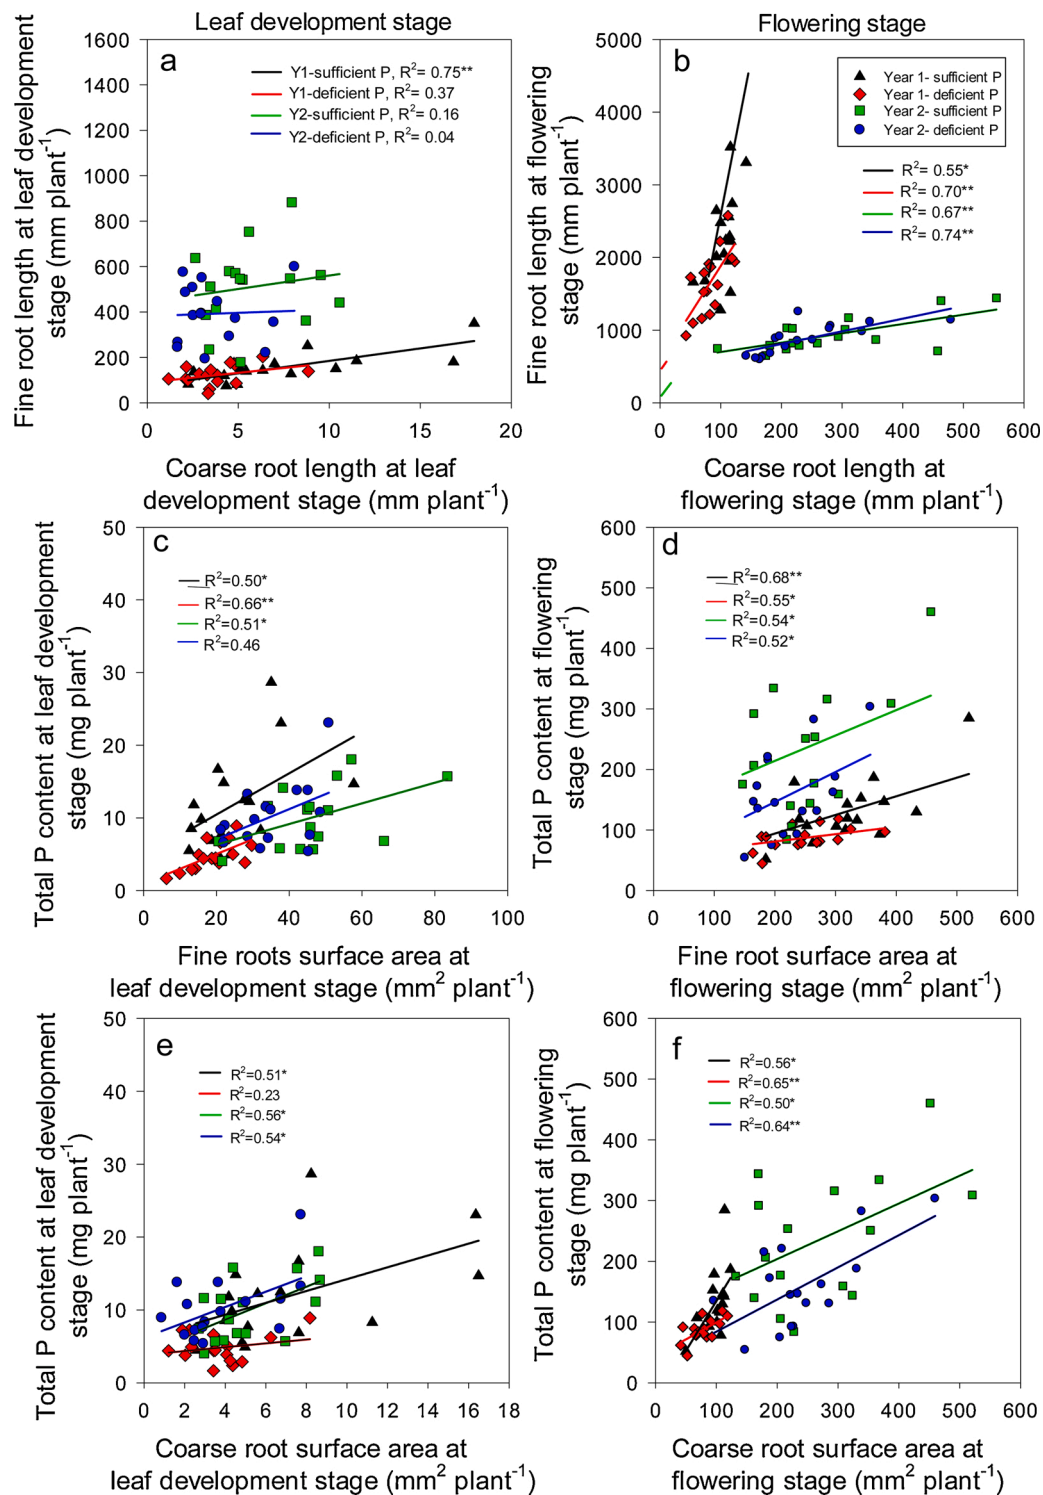 Leaf development stage
Flowering stage
Fine root length at leaf development
stage (mm plant⁻¹)
1600
1400
1200
1000
800
600
400
200
0
a
Y1-sufficient P, R²= 0.75**
Y1-deficient P, R²= 0.37
Y2-sufficient P, R²= 0.16
Y2-deficient P, R²= 0.04
0 5 10 15 20
Coarse root length at leaf
development stage (mm plant⁻¹)
Fine root length at flowering
stage (mm plant⁻¹)
5000
4000
3000
2000
1000
0
b
Year 1- sufficient P
Year 1- deficient P
Year 2- sufficient P
Year 2- deficient P
R²= 0.55*
R²= 0.70**
R²= 0.67**
R²= 0.74**
0 100 200 300 400 500 600
Coarse root length at
flowering stage (mm plant⁻¹)
Total P content at leaf development
stage (mg plant⁻¹)
50
40
30
20
10
0
c
R²=0.50*
R²=0.66**
R²=0.51*
R²=0.46
0 20 40 60 80 100
Fine roots surface area at
leaf development stage (mm² plant⁻¹)
Total P content at flowering
stage (mg plant⁻¹)
600
500
400
300
200
100
0
d
R²=0.68**
R²=0.55*
R²=0.54*
R²=0.52*
0 100 200 300 400 500 600
Fine root surface area at
flowering stage (mm² plant⁻¹)
Total P content at leaf development
stage (mg plant⁻¹)
50
40
30
20
10
0
e
R²=0.51*
R²=0.23
R²=0.56*
R²=0.54*
0 2 4 6 8 10 12 14 16 18
Coarse root surface area at
leaf development stage (mm² plant⁻¹)
Total P content at flowering
stage (mg plant⁻¹)
600
500
400
300
200
100
0
f
R²=0.56*
R²=0.65**
R²=0.50*
R²=0.64**
0 100 200 300 400 500 600
Coarse root surface area at
flowering stage (mm² plant⁻¹)